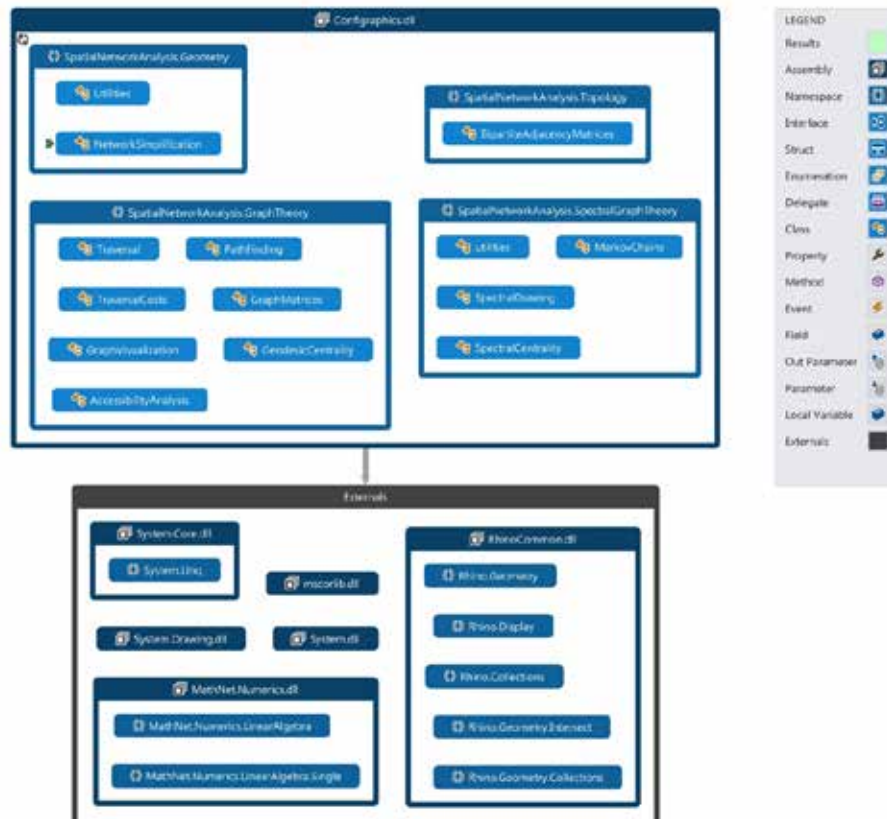 Configraphics.dll
SpatialNetworkAnalysis.Geometry
Utilities
NetworkSimplification
SpatialNetworkAnalysis.Topology
BipartiteAdjacencyMatrices
SpatialNetworkAnalysis.GraphTheory
Traversal
PathFinding
TraversalCosts
GraphMatrices
GraphVisualization
GeodesicCentrality
AccessibilityAnalysis
SpatialNetworkAnalysis.SpectralGraphTheory
utilities
MarkovChains
SpectralDrawing
SpectralCentrality
Externals
System.Core.dll
System.Linq
mscorlib.dll
System.Drawing.dll
System.dll
MathNet.Numerics.dll
MathNet.Numerics.LinearAlgebra
MathNet.Numerics.LinearAlgebra.Single
RhinoCommon.dll
Rhino.Geometry
Rhino.Display
Rhino.Collections
Rhino.Geometry.Intersect
Rhino.Geometry.Collections
LEGEND
Results
Assembly
Namespace
Interface
Struct
Enumeration
Delegate
Class
Property
Method
Event
Field
Out Parameter
Parameter
Local Variable
Externals